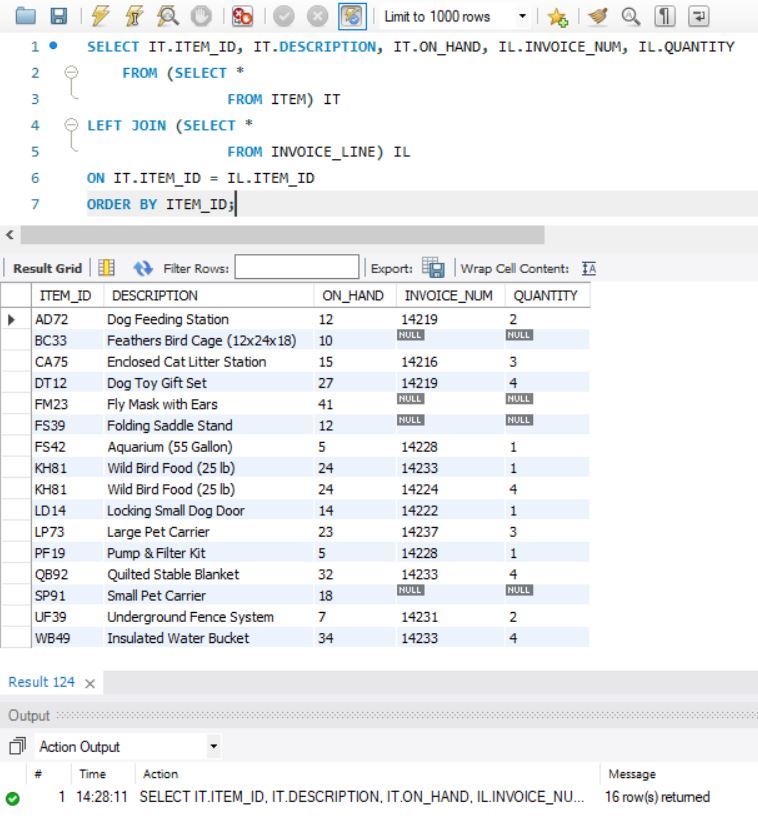 Limit to 1000 rows
1 SELECT IT.ITEM_ID, IT.DESCRIPTION, IT.ON_HAND, IL.INVOICE_NUM, IL.QUANTITY
2 FROM (SELECT *
3 FROM ITEM) IT
4 LEFT JOIN (SELECT *
5 FROM INVOICE_LINE) IL
6 ON IT.ITEM_ID = IL.ITEM_ID
7 ORDER BY ITEM_ID;
Result Grid Filter Rows: Export: Wrap Cell Content:
ITEM_ID DESCRIPTION ON_HAND INVOICE_NUM QUANTITY
AD72 Dog Feeding Station 12 14219 2
BC33 Feathers Bird Cage (12x24x18) 10 NULL NULL
CA75 Enclosed Cat Litter Station 15 14216 3
DT12 Dog Toy Gift Set 27 14219 4
FM23 Fly Mask with Ears 41 NULL NULL
FS39 Folding Saddle Stand 12 NULL NULL
FS42 Aquarium (55 Gallon) 5 14228 1
KH81 Wild Bird Food (25 lb) 24 14233 1
KH81 Wild Bird Food (25 lb) 24 14224 4
LD14 Locking Small Dog Door 14 14222 1
LP73 Large Pet Carrier 23 14237 3
PF19 Pump & Filter Kit 5 14228 1
QB92 Quilted Stable Blanket 32 14233 4
SP91 Small Pet Carrier 18 NULL NULL
UF39 Underground Fence System 7 14231 2
WB49 Insulated Water Bucket 34 14233 4
Result 124
Output
Action Output
# Time Action Message
1 14:28:11 SELECT IT.ITEM_ID, IT.DESCRIPTION, IT.ON_HAND, IL.INVOICE_NU... 16 row(s) returned